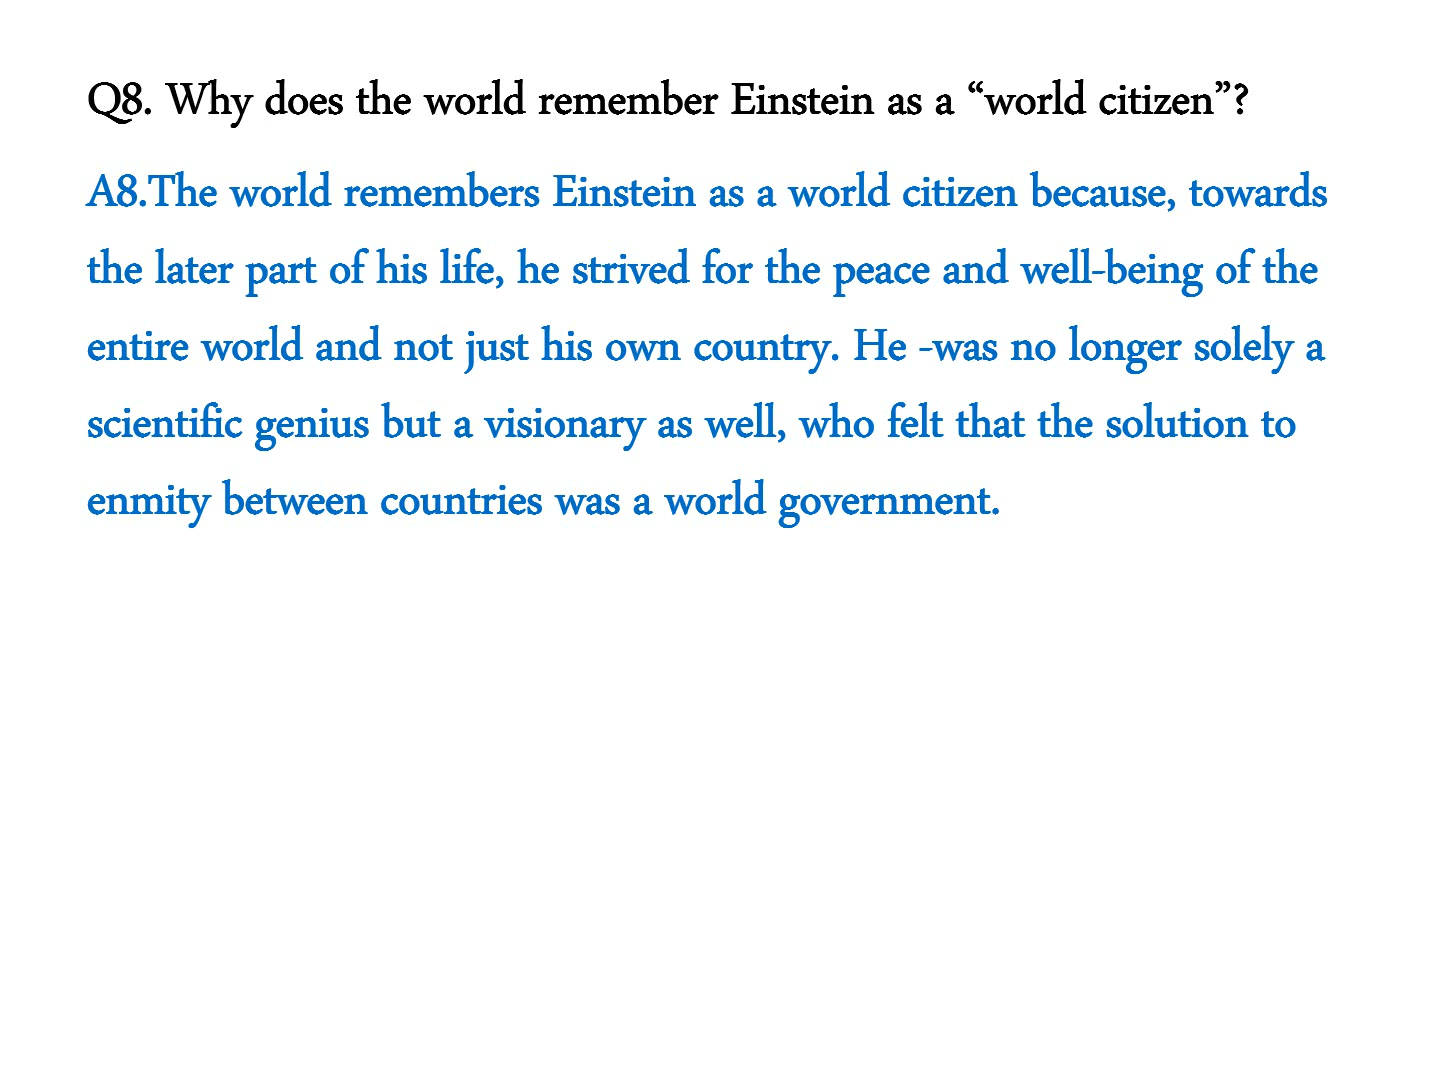 Q8. Why does the world remember Einstein as a “world citizen”?
A8.The world remembers Einstein as a world citizen because, towards
the later part of his life, he strived for the peace and well-being of the
entire world and not just his own country. He -was no longer solely a
scientific genius but a visionary as well, who felt that the solution to
enmity between countries was a world government.